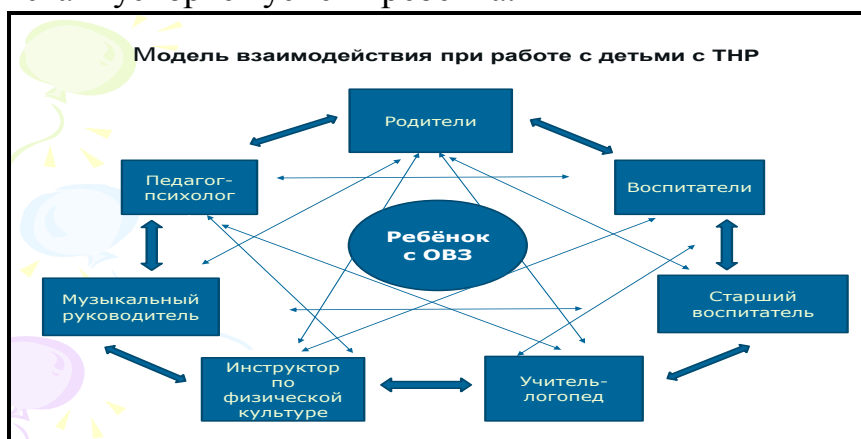 Модель взаимодействия при работе с детьми с ТНР
Родители
Педагог-
психолог
Воспитатели
Ребёнок
с ОВЗ
Музыкальный
руководитель
Старший
воспитатель
Инструктор
по
физической
культуре
Учитель-
логопед